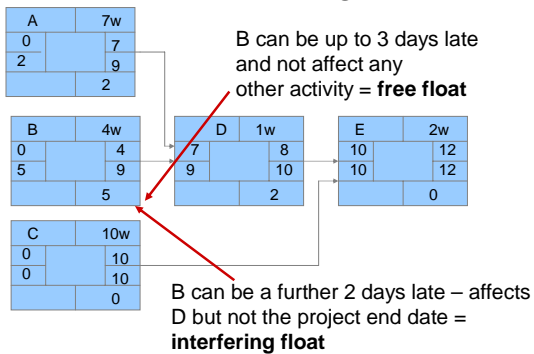 A 7w
0 7
2 9
2
B can be up to 3 days late
and not affect any
other activity = free float
B 4w
0 4
5 9
5
D 1w
7 8
9 10
2
E 2w
10 12
10 12
0
C 10w
0 10
0 10
0
B can be a further 2 days late – affects
D but not the project end date =
interfering float